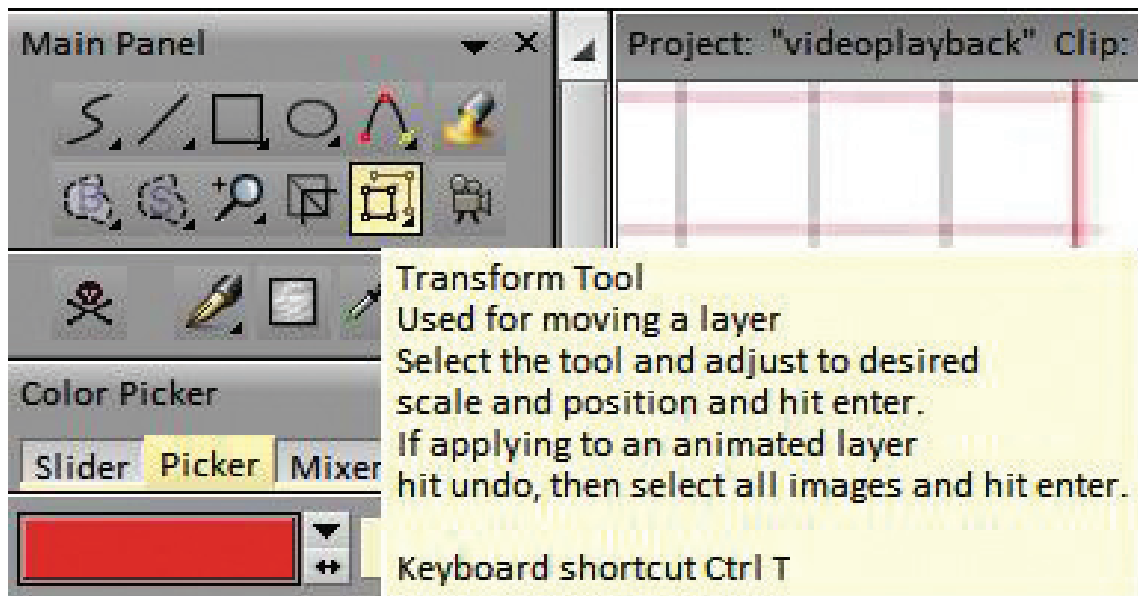 Main Panel
Project: "videoplayback" Clip:
B
S
Transform Tool
Used for moving a layer
Select the tool and adjust to desired
scale and position and hit enter.
If applying to an animated layer
hit undo, then select all images and hit enter.
Keyboard shortcut Ctrl T
Color Picker
Slider Picker Mixer